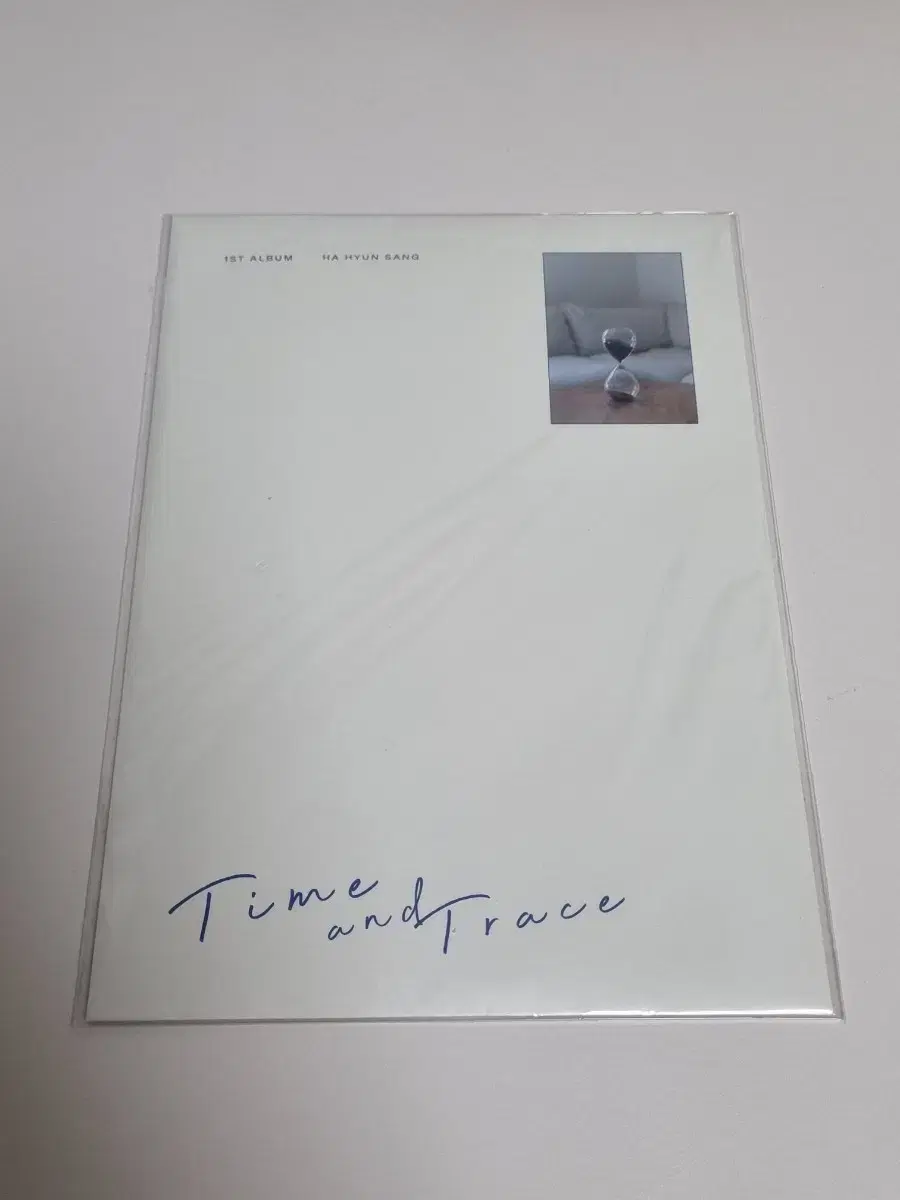 1ST ALBUM HA HYUN SANG
Time
and Trace